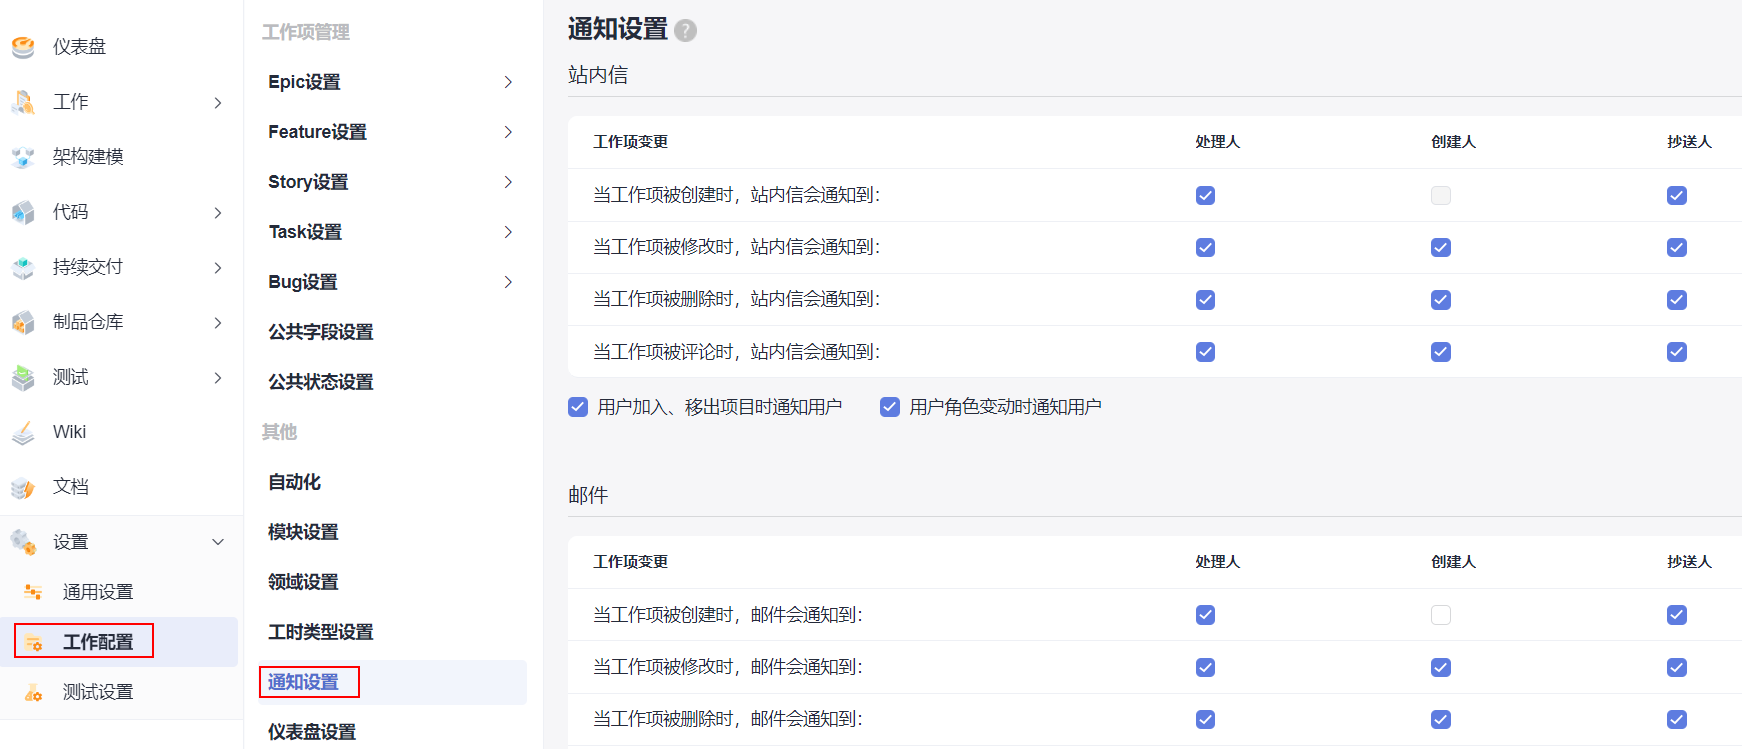 仪表盘
工作
架构建模
代码
持续交付
制品仓库
测试
Wiki
文档
设置
通用设置
工作配置
测试设置
工作项管理
Epic设置
Feature设置
Story设置
Task设置
Bug设置
公共字段设置
公共状态设置
其他
自动化
模块设置
领域设置
工时类型设置
通知设置
仪表盘设置
通知设置 ?
站内信
工作项变更 处理人 创建人 抄送人
当工作项被创建时，站内信会通知到：
当工作项被修改时，站内信会通知到：
当工作项被删除时，站内信会通知到：
当工作项被评论时，站内信会通知到：
用户加入、移出项目时通知用户 用户角色变动时通知用户
邮件
工作项变更 处理人 创建人 抄送人
当工作项被创建时，邮件会通知到：
当工作项被修改时，邮件会通知到：
当工作项被删除时，邮件会通知到：